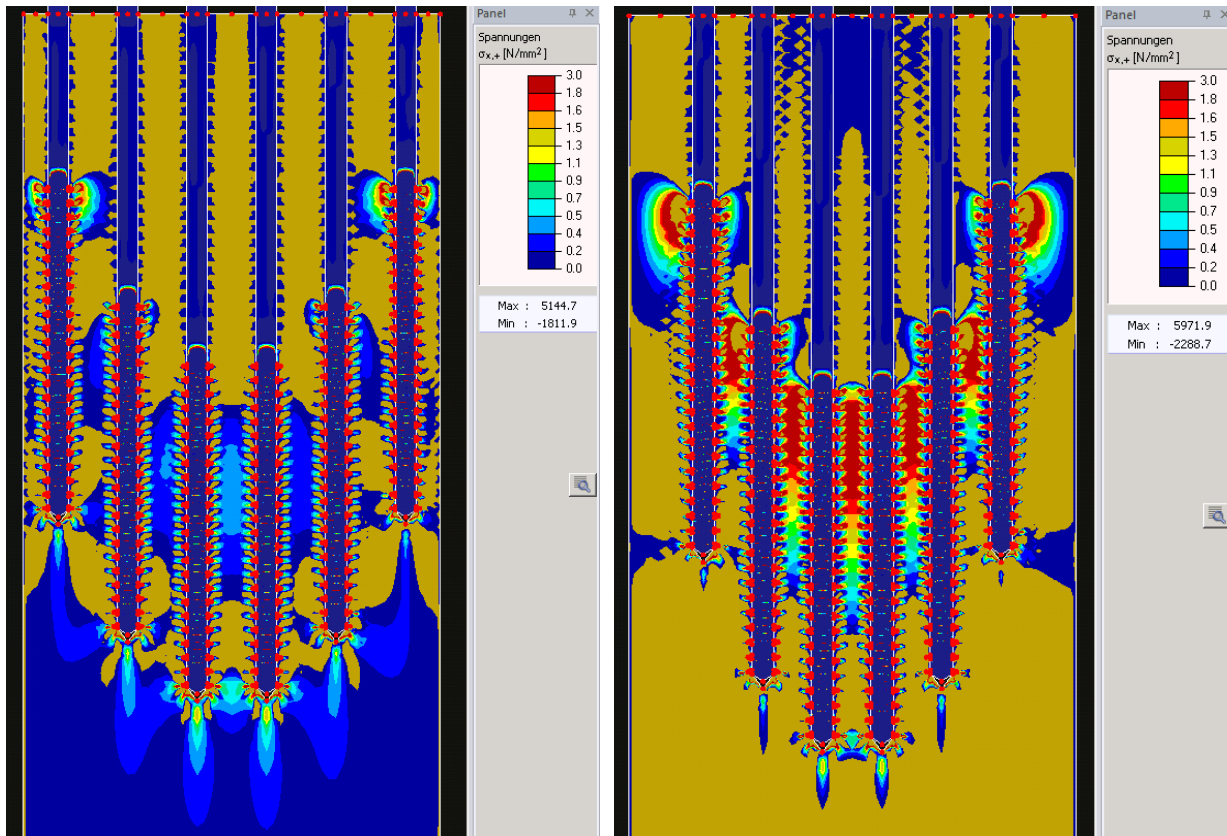 Panel
Spannungen
σx,+ [N/mm²]
3.0
1.8
1.6
1.5
1.3
1.1
0.9
0.7
0.5
0.4
0.2
0.0
Max : 5144.7
Min : -1811.9
Panel
Spannungen
σx,+ [N/mm²]
3.0
1.8
1.6
1.5
1.3
1.1
0.9
0.7
0.5
0.4
0.2
0.0
Max : 5971.9
Min : -2288.7